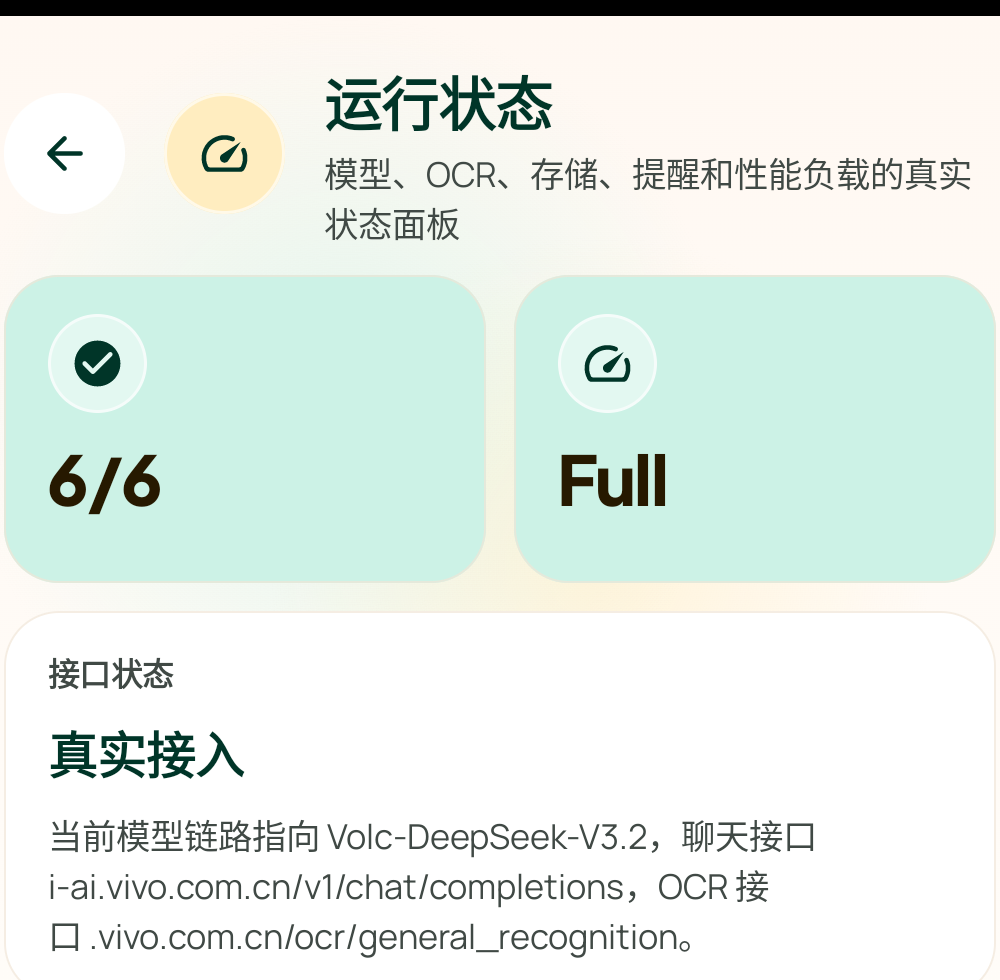 运行状态
模型、OCR、存储、提醒和性能负载的真实
状态面板
6/6
Full
接口状态
真实接入
当前模型链路指向 Volc-DeepSeek-V3.2，聊天接口
i-ai.vivo.com.cn/v1/chat/completions，OCR 接
口 .vivo.com.cn/ocr/general_recognition。